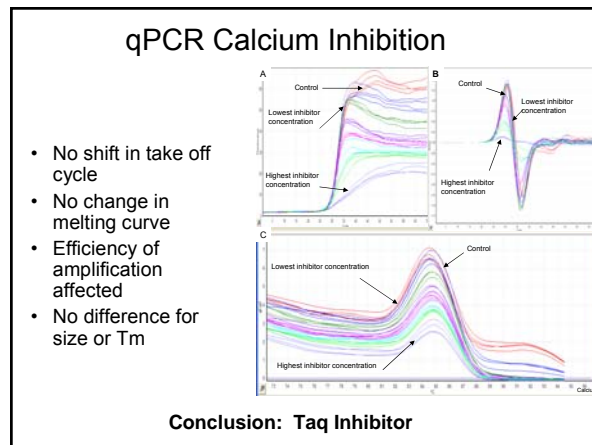 qPCR Calcium Inhibition
• No shift in take off
cycle
• No change in
melting curve
• Efficiency of
amplification
affected
• No difference for
size or Tm
A
Control
Lowest inhibitor
concentration
Highest inhibitor
concentration
B
Control
Lowest inhibitor
concentration
Highest inhibitor
concentration
C
Control
Lowest inhibitor concentration
Highest inhibitor concentration
Conclusion: Taq Inhibitor